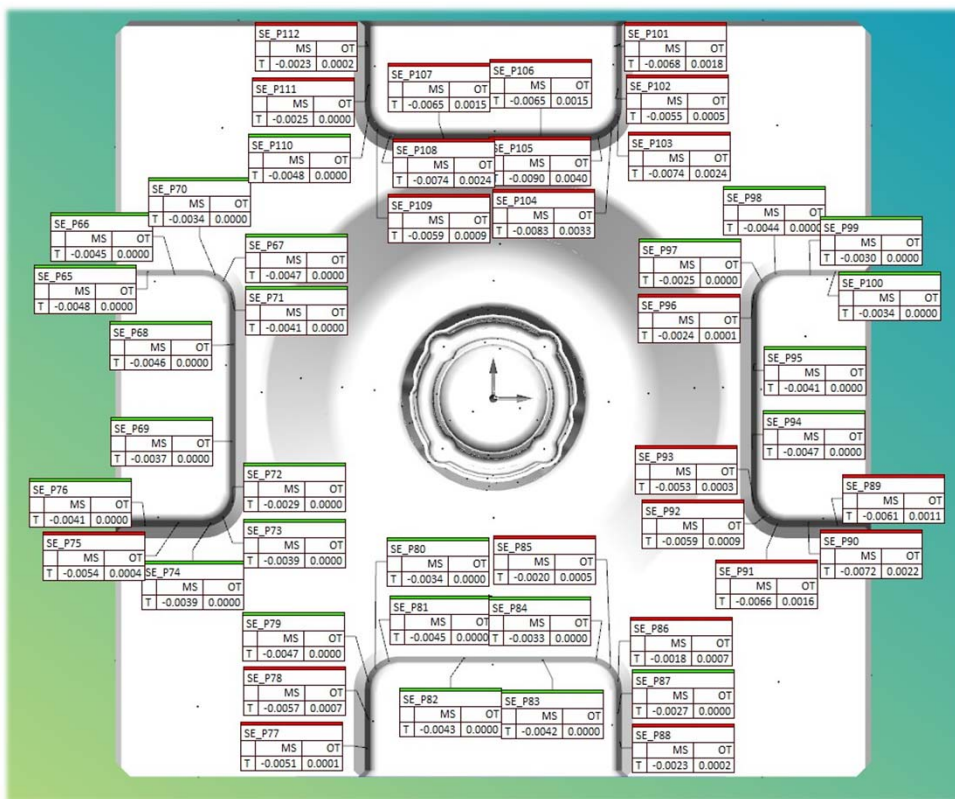 SE_P112
MS OT
T -0.0023 0.0002
SE_P101
MS OT
T -0.0068 0.0018
SE_P107
MS OT
T -0.0065 0.0015
SE_P106
MS OT
T -0.0065 0.0015
SE_P111
MS OT
T -0.0025 0.0000
SE_P102
MS OT
T -0.0055 0.0005
SE_P110
MS OT
T -0.0048 0.0000
SE_P108
MS OT
T -0.0074 0.0024
SE_P105
MS OT
T -0.0090 0.0040
SE_P103
MS OT
T -0.0074 0.0024
SE_P70
MS OT
T -0.0034 0.0000
SE_P109
MS OT
T -0.0059 0.0009
SE_P104
MS OT
T -0.0083 0.0033
SE_P98
MS OT
T -0.0044 0.000
SE_P66
MS OT
T -0.0045 0.0000
SE_P67
MS OT
T -0.0047 0.0000
SE_P97
MS OT
T -0.0025 0.0000
SE_P99
MS OT
T -0.0030 0.0000
SE_P65
MS OT
T -0.0048 0.0000
SE_P71
MS OT
T -0.0041 0.0000
SE_P96
MS OT
T -0.0024 0.0001
SE_P100
MS OT
T -0.0034 0.0000
SE_P68
MS OT
T -0.0046 0.0000
SE_P95
MS OT
T -0.0041 0.0000
SE_P69
MS OT
T -0.0037 0.0000
SE_P94
MS OT
T -0.0047 0.0000
SE_P93
MS OT
T -0.0053 0.0003
SE_P76
MS OT
T -0.0041 0.0000
SE_P72
MS OT
T -0.0029 0.0000
SE_P89
MS OT
T -0.0061 0.0011
SE_P92
MS OT
T -0.0059 0.0009
SE_P75
MS OT
T -0.0054 0.0004
SE_P73
MS OT
T -0.0039 0.0000
SE_P90
MS OT
T -0.0072 0.0022
SE_P74
MS OT
T -0.0039 0.0000
SE_P80
MS OT
T -0.0034 0.0000
SE_P85
MS OT
T -0.0020 0.0005
SE_P91
MS OT
T -0.0066 0.0016
SE_P81
MS OT
T -0.0045 0.0000
SE_P84
MS OT
T -0.0033 0.0000
SE_P79
MS OT
T -0.0047 0.0000
SE_P86
MS OT
T -0.0018 0.0007
SE_P78
MS OT
T -0.0057 0.0007
SE_P87
MS OT
T -0.0027 0.0000
SE_P82
MS OT
T -0.0043 0.0000
SE_P83
MS OT
T -0.0042 0.0000
SE_P77
MS OT
T -0.0051 0.0001
SE_P88
MS OT
T -0.0023 0.0002